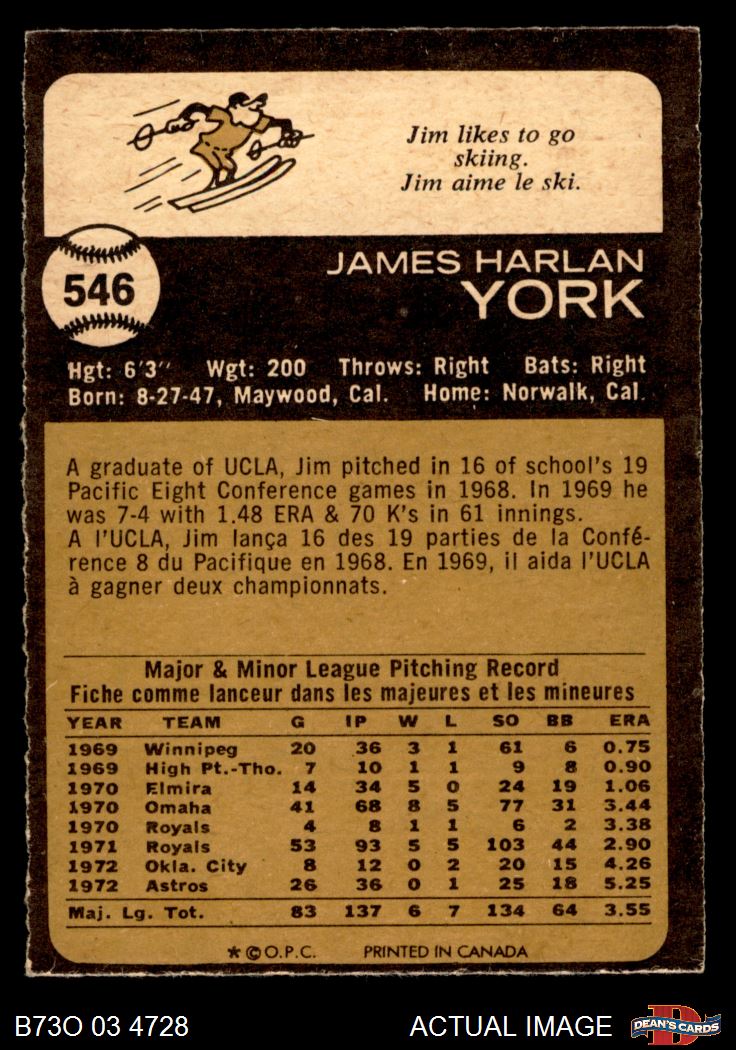 Jim likes to go
skiing.
Jim aime le ski.
546
JAMES HARLAN
YORK
Hgt: 6'3'' Wgt: 200 Throws: Right Bats: Right
Born: 8-27-47, Maywood, Cal. Home: Norwalk, Cal.
A graduate of UCLA, Jim pitched in 16 of school's 19
Pacific Eight Conference games in 1968. In 1969 he
was 7-4 with 1.48 ERA & 70 K's in 61 innings.
A l'UCLA, Jim lança 16 des 19 parties de la Confé-
rence 8 du Pacifique en 1968. En 1969, il aida l'UCLA
à gagner deux championnats.
Major & Minor League Pitching Record
Fiche comme lanceur dans les majeures et les mineures
YEAR TEAM G IP W L SO BB ERA
1969 Winnipeg 20 36 3 1 61 6 0.75
1969 High Pt.-Tho. 7 10 1 1 9 8 0.90
1970 Elmira 14 34 5 0 24 19 1.06
1970 Omaha 41 68 8 5 77 31 3.44
1970 Royals 4 8 1 1 6 2 3.38
1971 Royals 53 93 5 5 103 44 2.90
1972 Okla. City 8 12 0 2 20 15 4.26
1972 Astros 26 36 0 1 25 18 5.25
Maj. Lg. Tot. 83 137 6 7 134 64 3.55
* © O.P.C. PRINTED IN CANADA
B73O 03 4728 ACTUAL IMAGE DEAN'S CARDS